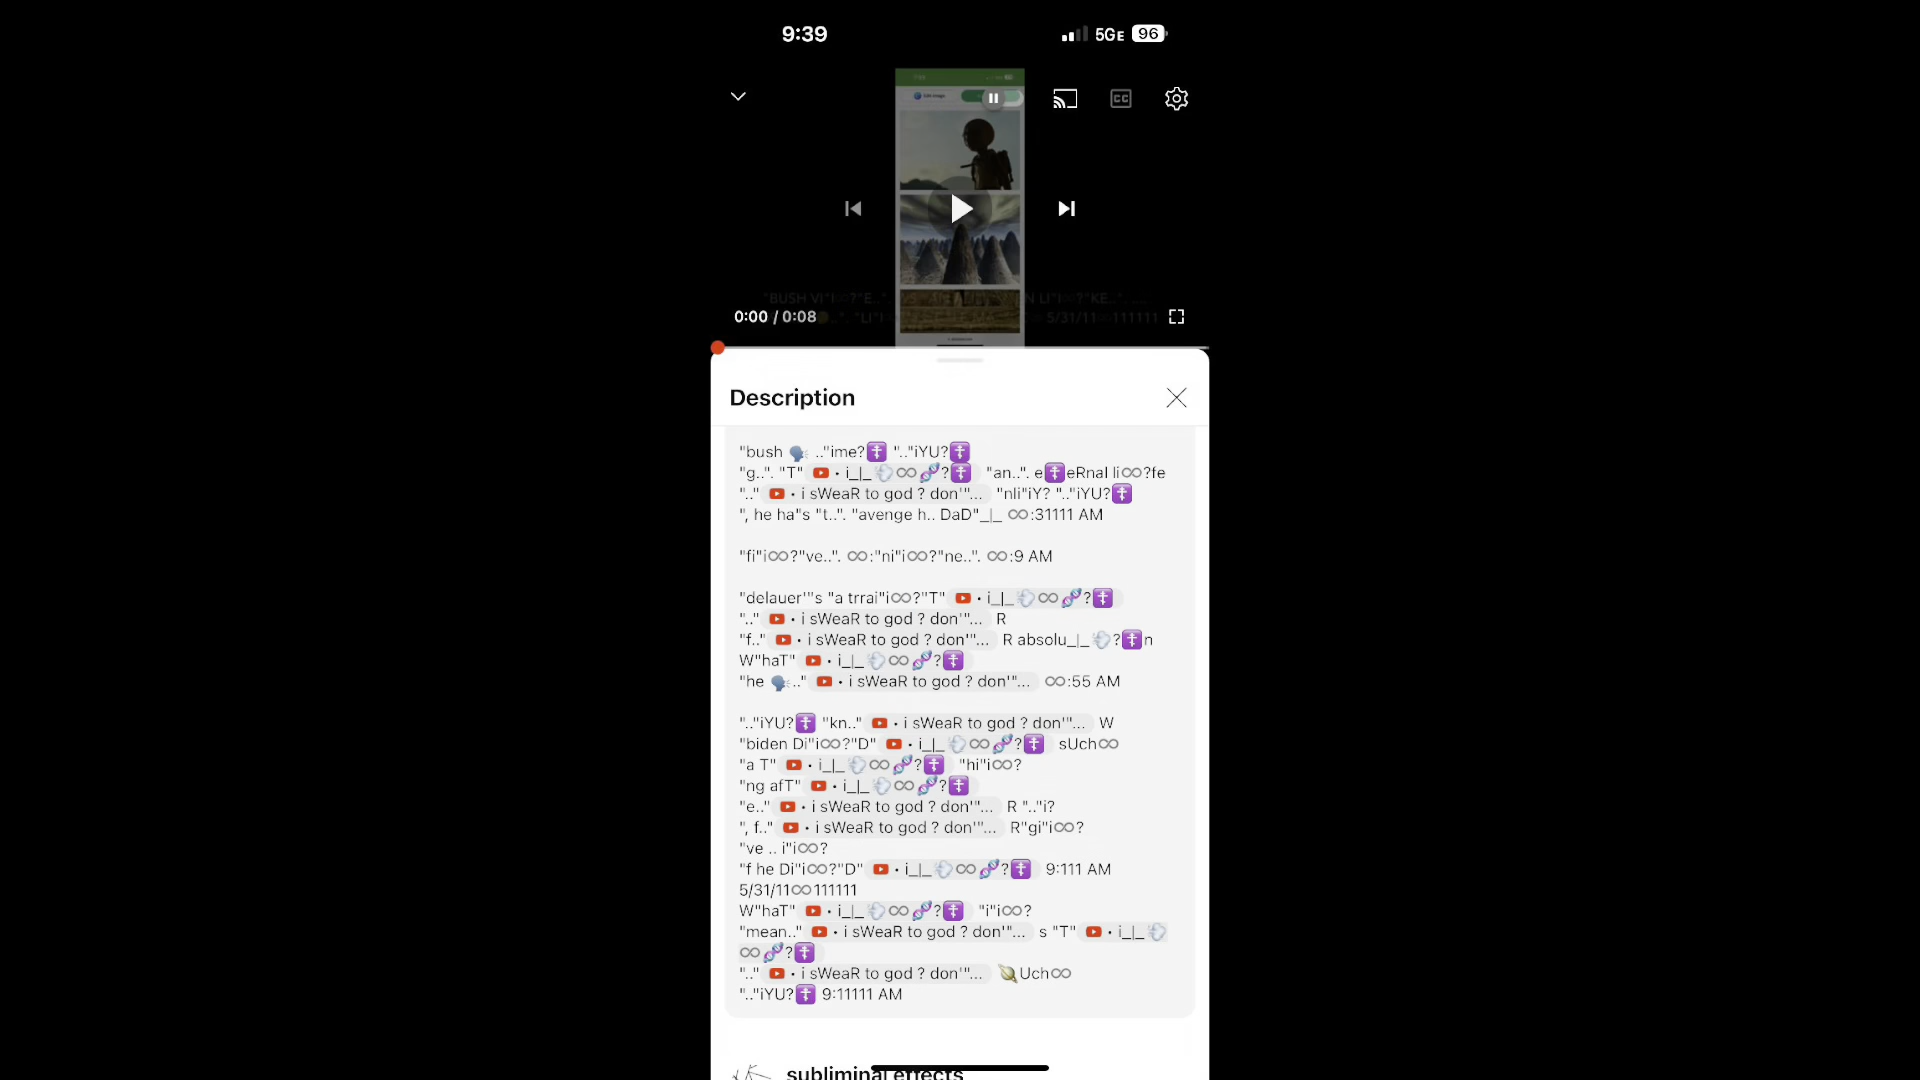 9:39
5GE 96
0:00 / 0:08
Description
"bush 🗣️ .."ime?☦️ ".."iYU?☦️
"g..". "T" • i_|_💨∞🧬?☦️ "an..". e☦️eRnal li∞?fe
".." • i sWeaR to god ? don'"... "nli"iY? ".."iYU?☦️
", he ha"s "t..". "avenge h.. DaD"_|_ ∞:31111 AM
"fi"i∞?"ve..". ∞:"ni"i∞?"ne..". ∞:9 AM
"delauer'"s "a trrai"i∞?"T" • i_|_💨∞🧬?☦️
".." • i sWeaR to god ? don'"... R
"f.." • i sWeaR to god ? don'"... R absolu_|_💨?☦️n
W"haT" • i_|_💨∞🧬?☦️
"he 🗣️.." • i sWeaR to god ? don'"... ∞:55 AM
".."iYU?☦️ "kn.." • i sWeaR to god ? don'"... W
"biden Di"i∞?"D" • i_|_💨∞🧬?☦️ sUch∞
"a T" • i_|_💨∞🧬?☦️ "hi"i∞?
"ng afT" • i_|_💨∞🧬?☦️
"e.." • i sWeaR to god ? don'"... R ".."i?
", f.." • i sWeaR to god ? don'"... R"gi"i∞?
"ve .. i"i∞?
"f he Di"i∞?"D" • i_|_💨∞🧬?☦️ 9:111 AM
5/31/11∞111111
W"haT" • i_|_💨∞🧬?☦️ "i"i∞?
"mean.." • i sWeaR to god ? don'"... s "T" • i_|_💨
∞🧬?☦️
".." • i sWeaR to god ? don'"... 🪐Uch∞
".."iYU?☦️ 9:11111 AM
subliminal effects